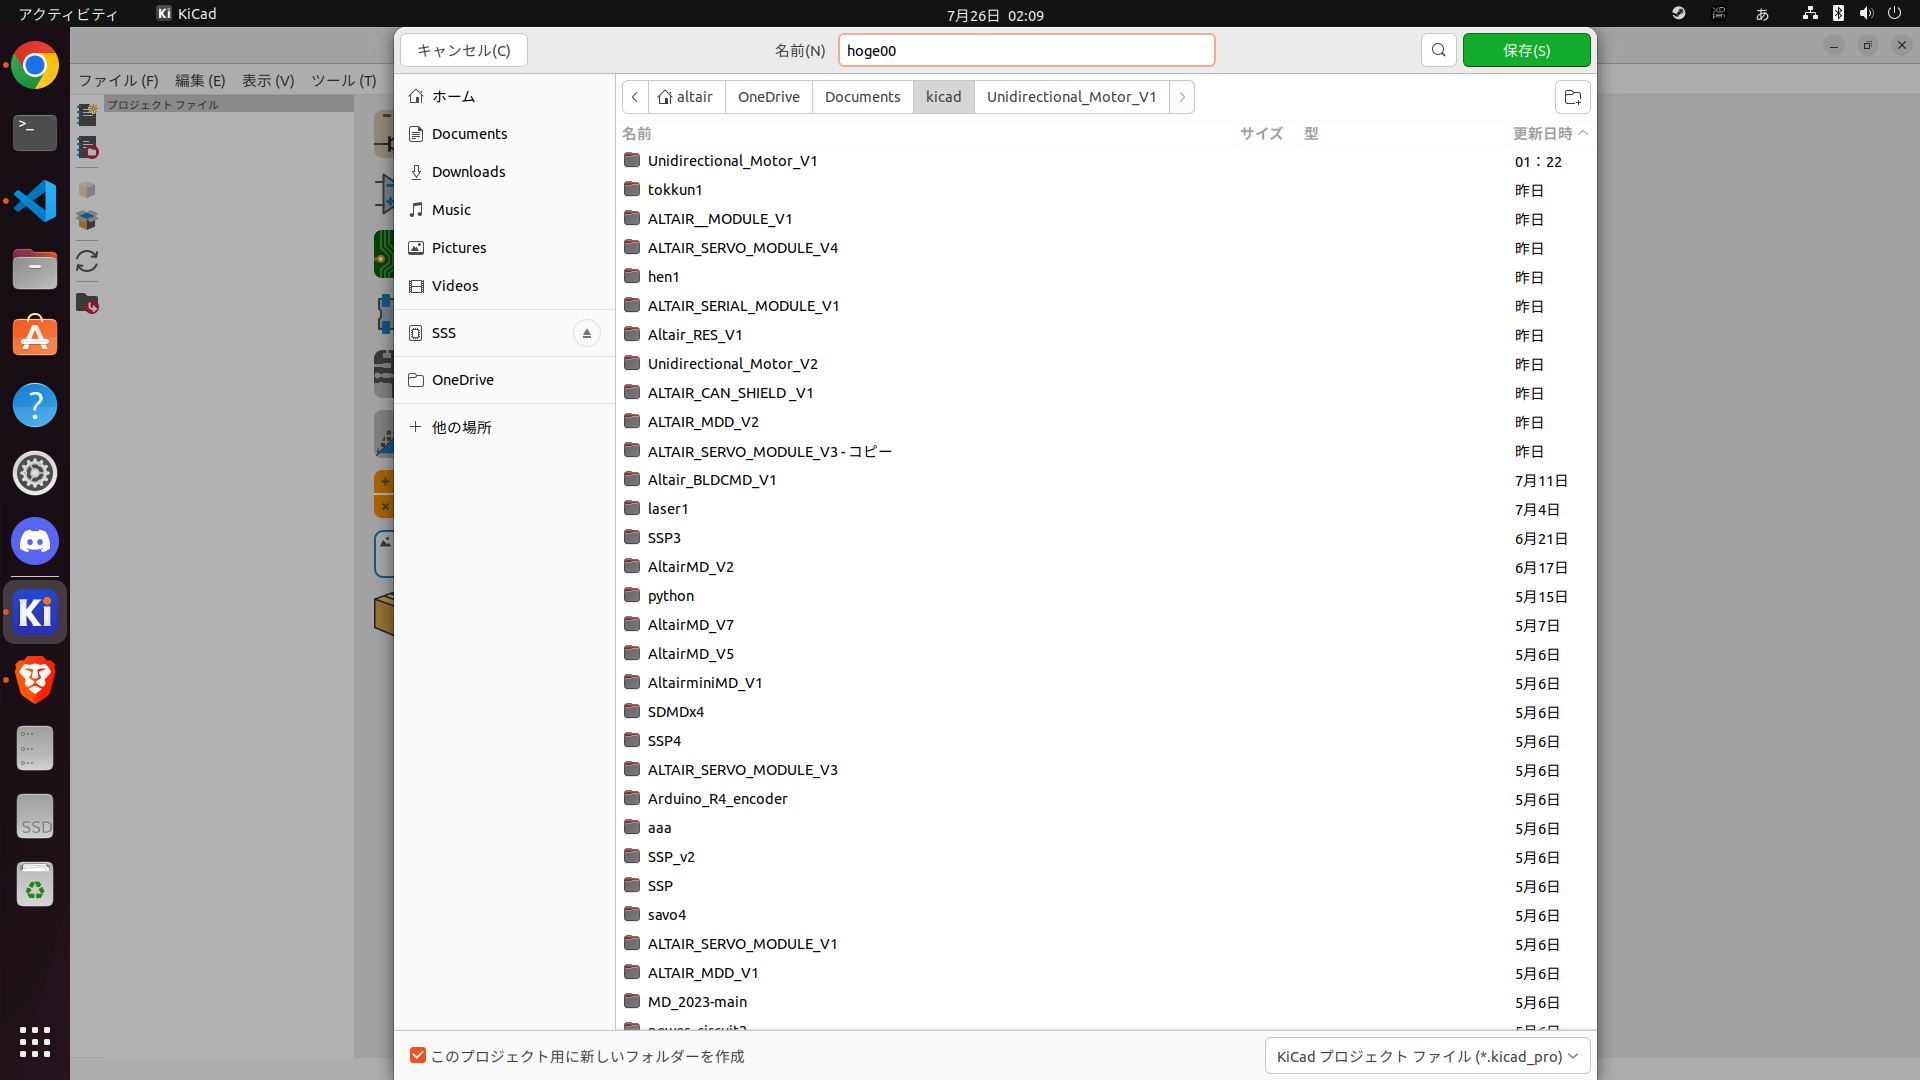 アクティビティ
KiCad
7月26日 02:09
XP
pen
あ
キャンセル(C)
名前(N)
hoge00
保存(S)
ファイル (F)
編集 (E)
表示 (V)
ツール (T)
プロジェクト ファイル
ホーム
Documents
Downloads
Music
Pictures
Videos
SSS
OneDrive
他の場所
altair
OneDrive
Documents
kicad
Unidirectional_Motor_V1
名前 サイズ 型 更新日時
Unidirectional_Motor_V1 01：22
tokkun1 昨日
ALTAIR__MODULE_V1 昨日
ALTAIR_SERVO_MODULE_V4 昨日
hen1 昨日
ALTAIR_SERIAL_MODULE_V1 昨日
Altair_RES_V1 昨日
Unidirectional_Motor_V2 昨日
ALTAIR_CAN_SHIELD _V1 昨日
ALTAIR_MDD_V2 昨日
ALTAIR_SERVO_MODULE_V3 - コピー 昨日
Altair_BLDCMD_V1 7月11日
laser1 7月4日
SSP3 6月21日
AltairMD_V2 6月17日
python 5月15日
AltairMD_V7 5月7日
AltairMD_V5 5月6日
AltairminiMD_V1 5月6日
SDMDx4 5月6日
SSP4 5月6日
ALTAIR_SERVO_MODULE_V3 5月6日
Arduino_R4_encoder 5月6日
aaa 5月6日
SSP_v2 5月6日
SSP 5月6日
savo4 5月6日
ALTAIR_SERVO_MODULE_V1 5月6日
ALTAIR_MDD_V1 5月6日
MD_2023-main 5月6日
Ki
SSD
このプロジェクト用に新しいフォルダーを作成
KiCad プロジェクト ファイル (*.kicad_pro)